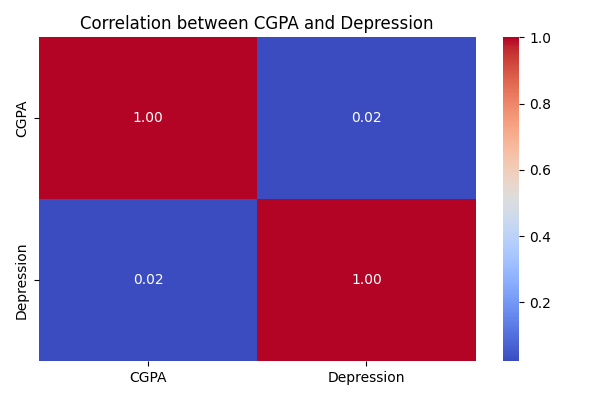 Correlation between CGPA and Depression
CGPA
1.00
0.02
Depression
0.02
1.00
CGPA
Depression
1.0
0.8
0.6
0.4
0.2